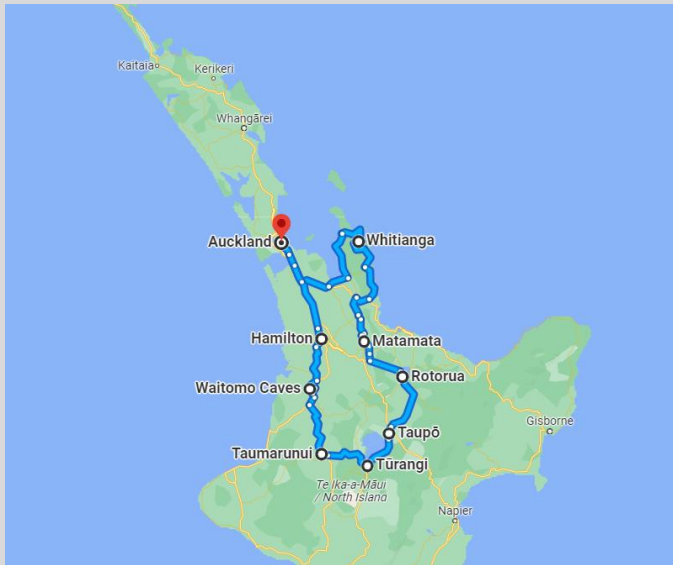 Kaitaia
Kerikeri
Whangārei
Auckland
Whitianga
Hamilton
Matamata
Waitomo Caves
Rotorua
Gisborne
Taupō
Taumarunui
Tūrangi
Te Ika-a-Māui
/ North Island
Napier